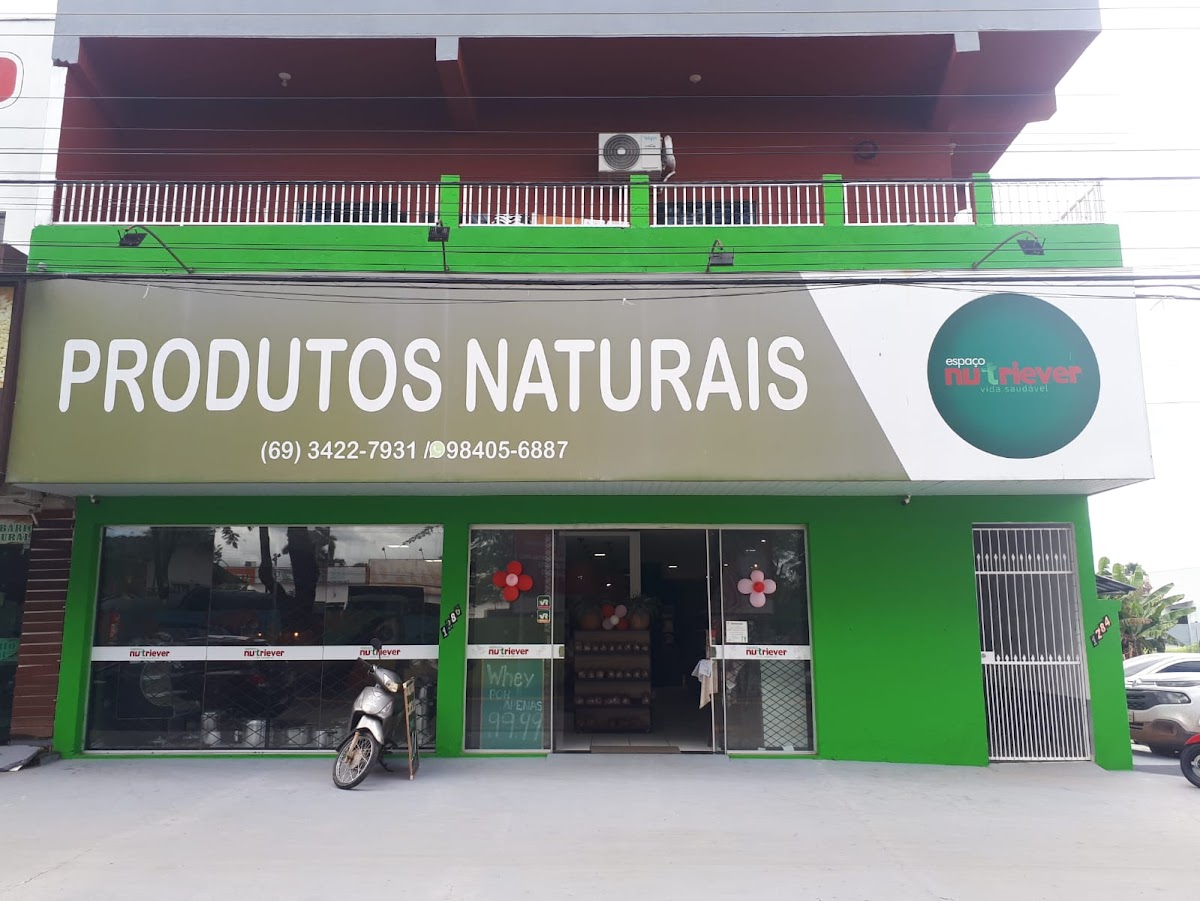 PRODUTOS NATURAIS
(69) 3422-7931 / 98405-6887
espaço
nutriever
vida saudável
1286
1284
nutriever
nutriever
nutriever
nutriever
nutriever
Whey
POR
APENAS
99,99